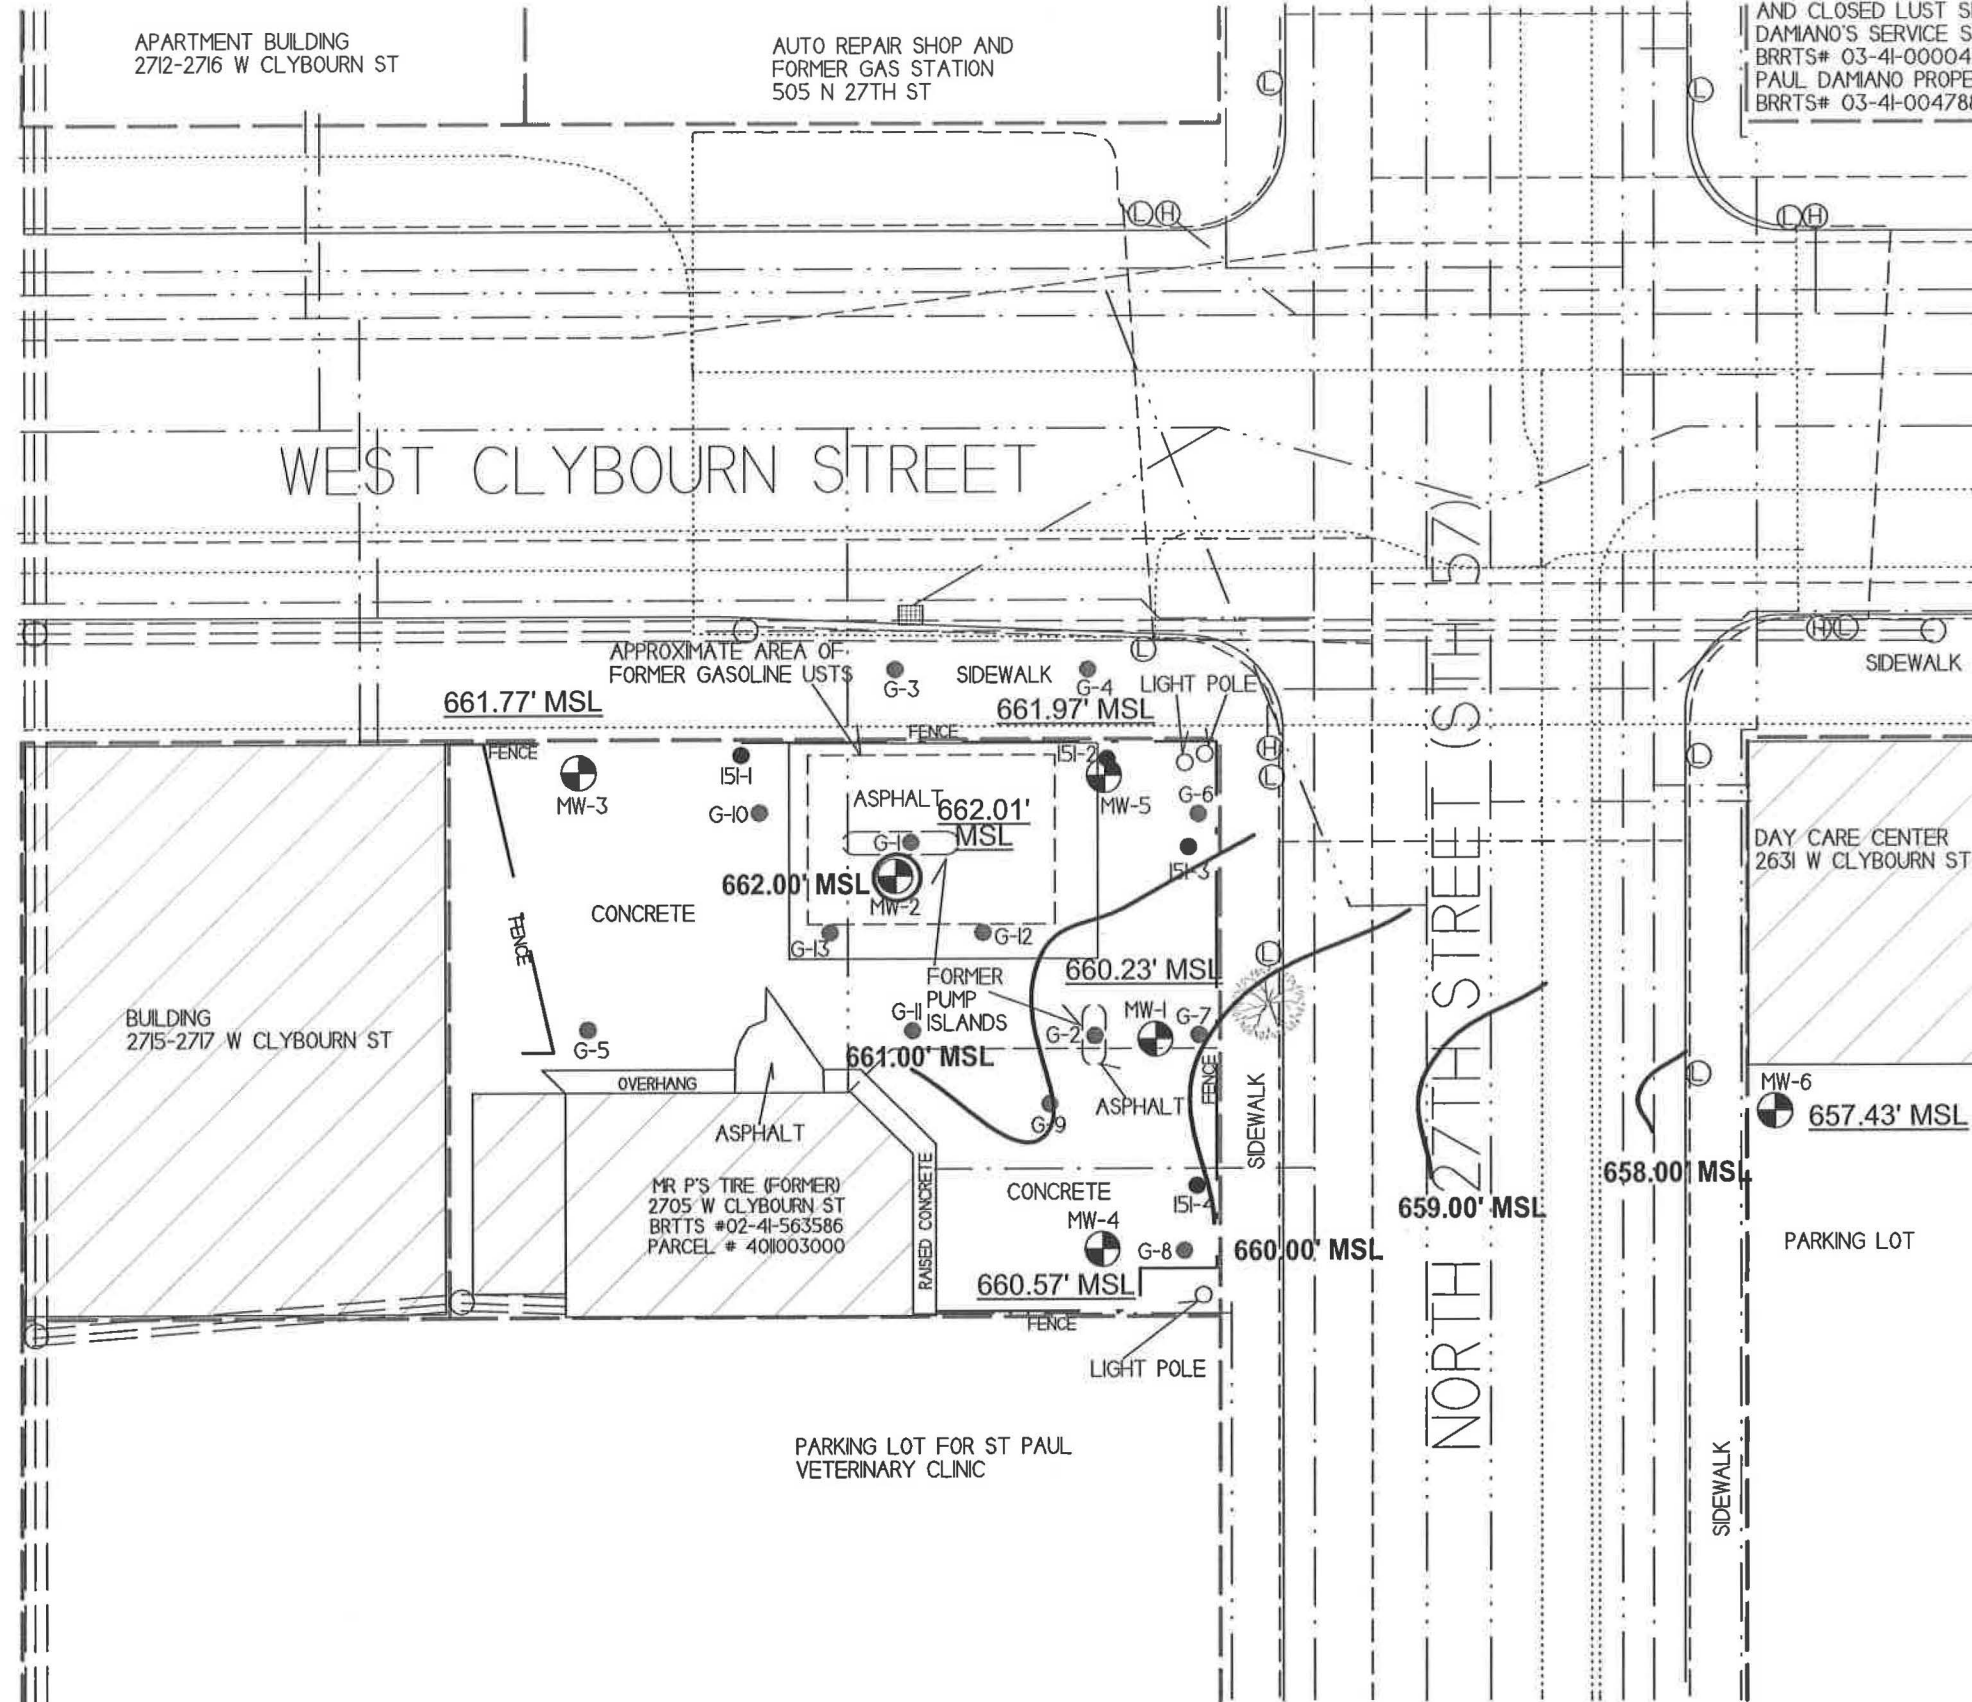 APARTMENT BUILDING
2712-2716 W CLYBOURN ST
AUTO REPAIR SHOP AND
FORMER GAS STATION
505 N 27TH ST
AND CLOSED LUST
DAMIANO'S SERVICE
BRRTS# 03-41-00004
PAUL DAMIANO
BRRTS# 03-41-00478
L
L
L H
L H
WEST CLYBOURN STREET
NORTH 27TH STREET (STH 57)
APPROXIMATE AREA OF
FORMER GASOLINE USTS
G-3
SIDEWALK
G-4
L
LIGHT POLE
H L
SIDEWALK
661.77' MSL
661.97' MSL
FENCE
FENCE
MW-3
151-1
G-10
ASPHALT
662.01'
MSL
151-2
MW-5
G-6
H
L
L
G-1
151-3
DAY CARE CENTER
2631 W CLYBOURN ST
662.00' MSL
MW-2
CONCRETE
FENCE
G-13
G-12
L
660.23' MSL
FORMER
PUMP
ISLANDS
G-11
G-2
MW-1
G-7
BUILDING
2715-2717 W CLYBOURN ST
G-5
661.00' MSL
FENCE
L
OVERHANG
G-9
ASPHALT
SIDEWALK
MW-6
657.43' MSL
ASPHALT
MR P'S TIRE (FORMER)
2705 W CLYBOURN ST
BRTTS #02-41-563586
PARCEL # 4011003000
RAISED CONCRETE
CONCRETE
151-4
MW-4
G-8
658.00' MSL
659.00' MSL
660.00' MSL
PARKING LOT
660.57' MSL
FENCE
LIGHT POLE
PARKING LOT FOR ST PAUL
VETERINARY CLINIC
SIDEWALK